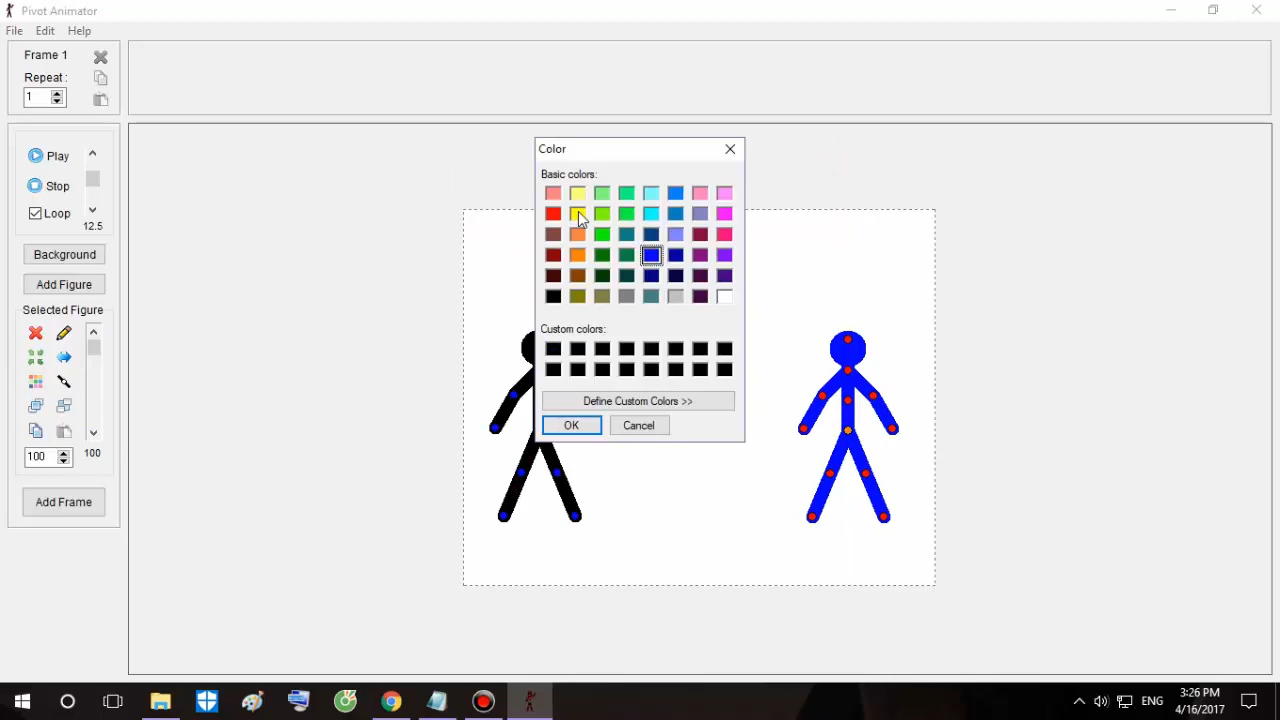 Pivot Animator
File Edit Help
Frame 1
Repeat:
1
Play
Stop
Loop
12.5
Background
Add Figure
Selected Figure
100 100
Add Frame
Color
Basic colors:
Custom colors:
Define Custom Colors >>
OK Cancel
ENG
3:26 PM
4/16/2017